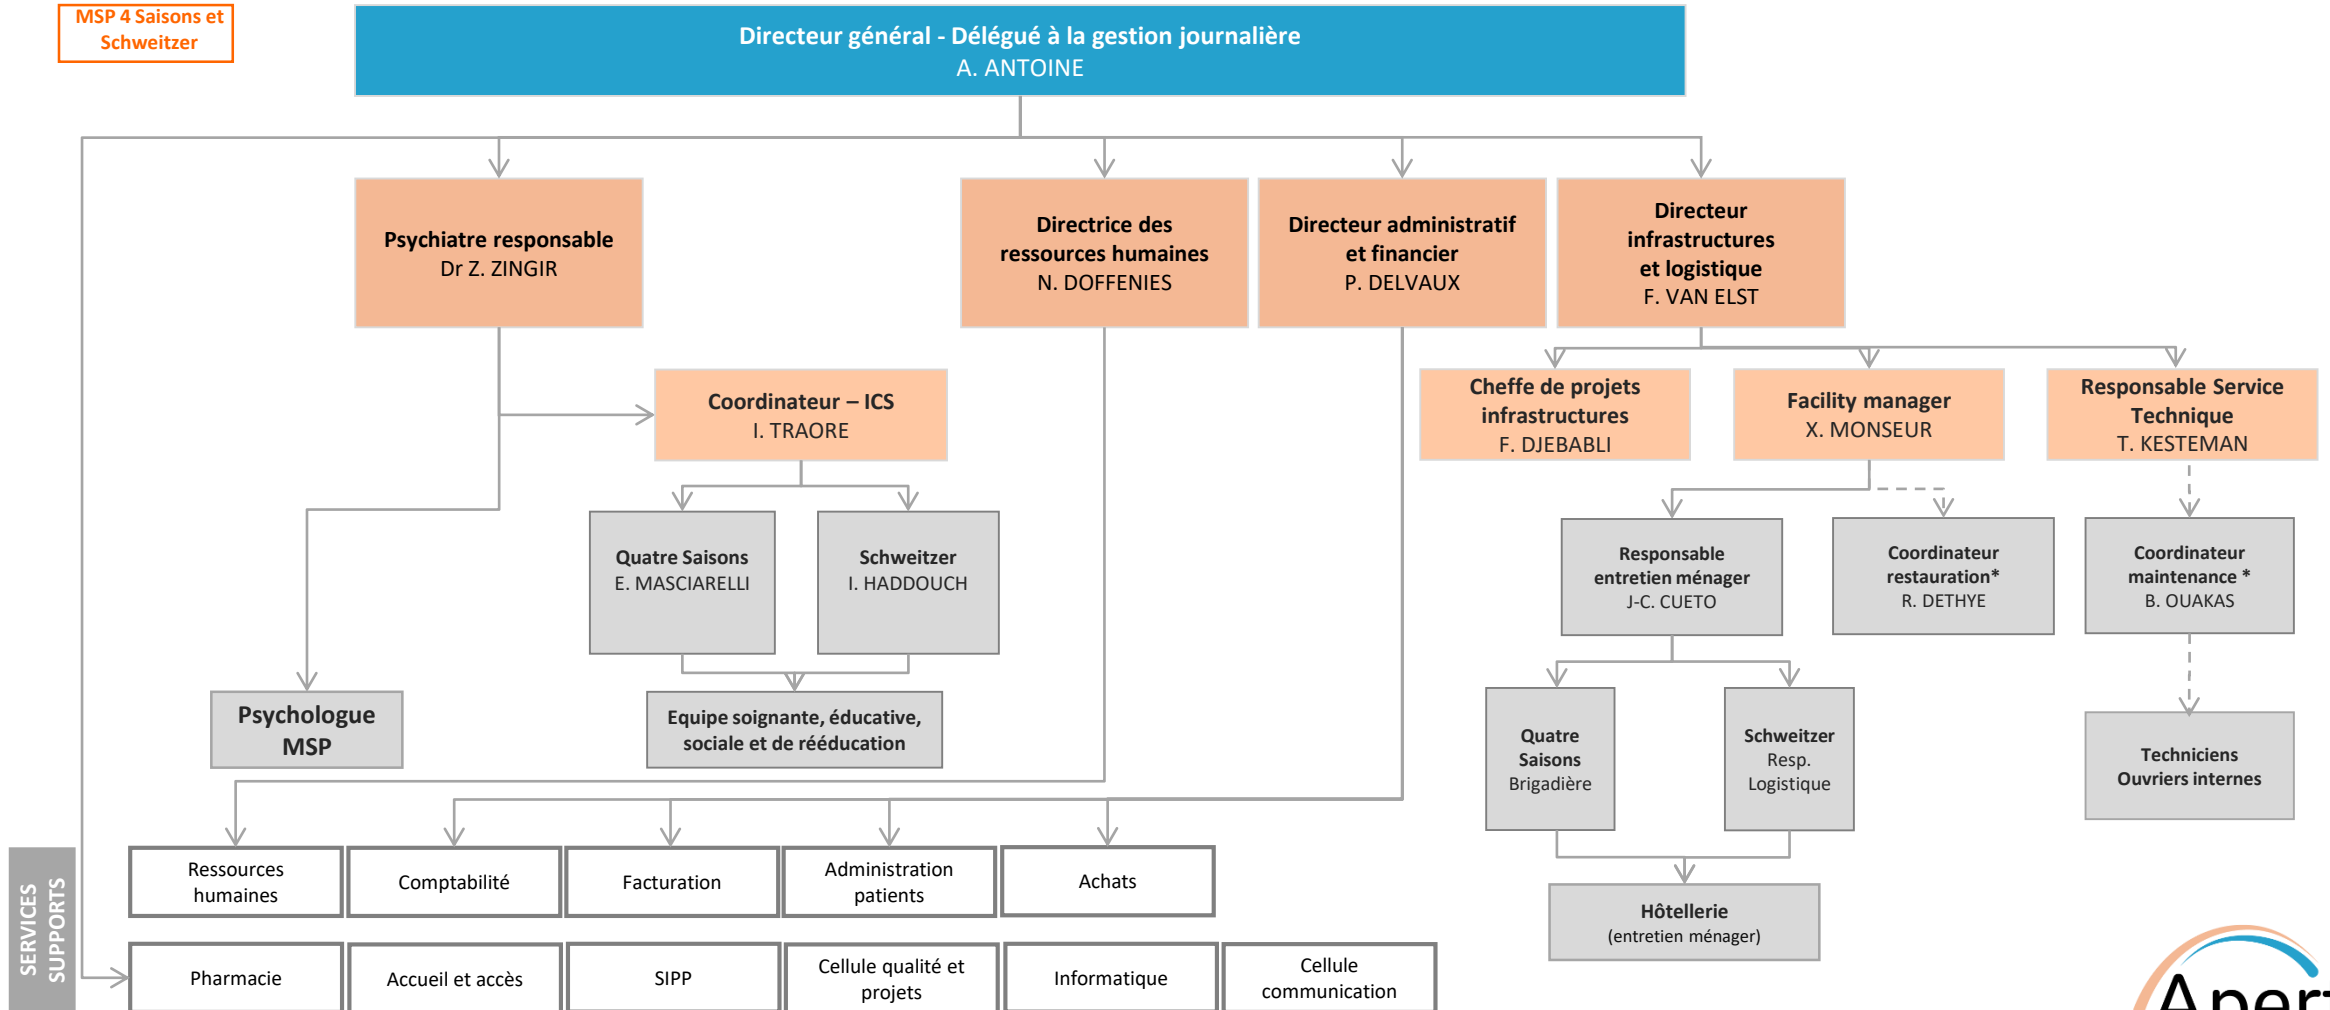 MSP 4 Saisons et
Schweitzer
Directeur général - Délégué à la gestion journalière
A. ANTOINE
Psychiatre responsable
Dr Z. ZINGIR
Directrice des
ressources humaines
N. DOFFENIES
Directeur administratif
et financier
P. DELVAUX
Directeur
infrastructures
et logistique
F. VAN ELST
Coordinateur – ICS
I. TRAORE
Cheffe de projets
infrastructures
F. DJEBABLI
Facility manager
X. MONSEUR
Responsable Service
Technique
T. KESTEMAN
Quatre Saisons
E. MASCIARELLI
Schweitzer
I. HADDOUCH
Responsable
entretien ménager
J-C. CUETO
Coordinateur
restauration*
R. DETHYE
Coordinateur
maintenance *
B. OUAKAS
Psychologue
MSP
Equipe soignante, éducative,
sociale et de rééducation
Quatre
Saisons
Brigadière
Schweitzer
Resp.
Logistique
Techniciens
Ouvriers internes
Hôtellerie
(entretien ménager)
SERVICES
SUPPORTS
Ressources
humaines
Comptabilité
Facturation
Administration
patients
Achats
Pharmacie
Accueil et accès
SIPP
Cellule qualité et
projets
Informatique
Cellule
communication
Apert